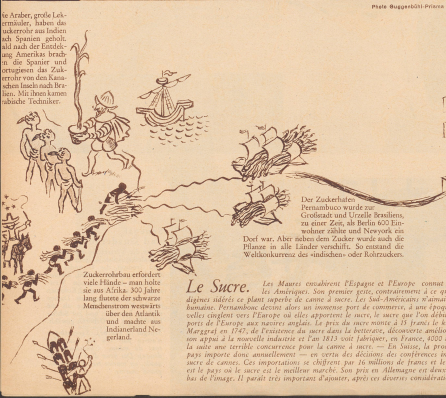 Photo Buggenbühl-Prisma
ie Araber, große Lek-
ermäuler, haben das
uckerrohr aus Indien
ach Spanien geholt.
ald nach der Entdek-
ung Amerikas brach-
en die Spanier und
ortugiesen das Zuk-
errohr von den Kana-
schen Inseln nach Bra-
lien. Mit ihnen kamen
rabische Techniker.
Der Zuckerhafen
Pernambuco wurde zur
Großstadt und Urzelle Brasiliens,
zu einer Zeit, als Berlin 600 Ein-
wohner zählte und Newyork ein
Dorf war. Aber neben dem Zucker wurde auch die
Pflanze in alle Länder verschifft. So entstand die
Weltkonkurrenz des «indischen» oder Rohrzuckers.
Zuckerrohrbau erfordert
viele Hände – man holte
sie aus Afrika. 300 Jahre
lang flutete der schwarze
Menschenstrom westwärts
über den Atlantik
und machte aus
Indianerland Ne-
gerland.
Le Sucre. Les Maures envahirent l'Espagne et l'Europe connut
les Amériques. Son premier geste, contrairement à ce q
digènes sidérés ce plant superbe de canne à sucre. Les Sud-Américains n'aimai
humaine. Pernambouc devint alors un immense port de commerce, à une époq
velles cinglent vers l'Europe où elles apportent le sucre, le sucre que l'on débi
ports de l'Europe aux navires anglais. Le prix du sucre monte à 15 francs le k
Marggraf en 1747, de l'existence du sucre dans la betterave, découverte amélio
son appui à la nouvelle industrie et l'an 1813 voit fabriquer, en France, 4000
la suite une terrible concurrence pour la canne à sucre. — En Suisse, la pro
pays importe donc annuellement — en vertu des décisions des conférences in
sucre de cannes. Ces importations se chiffrent par 16 millions de francs et le
est le pays où le sucre est le meilleur marché. Son prix en Allemagne est deux
bas de l'image. Il paraît très important d'ajouter, après ces diverses considérati